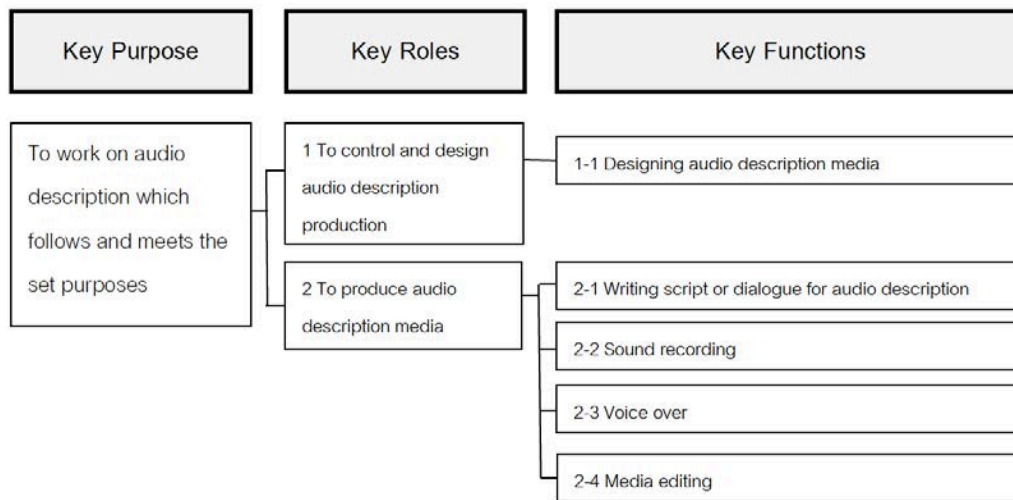 Key Purpose
Key Roles
Key Functions
To work on audio
description which
follows and meets the
set purposes
1 To control and design
audio description
production
1-1 Designing audio description media
2 To produce audio
description media
2-1 Writing script or dialogue for audio description
2-2 Sound recording
2-3 Voice over
2-4 Media editing